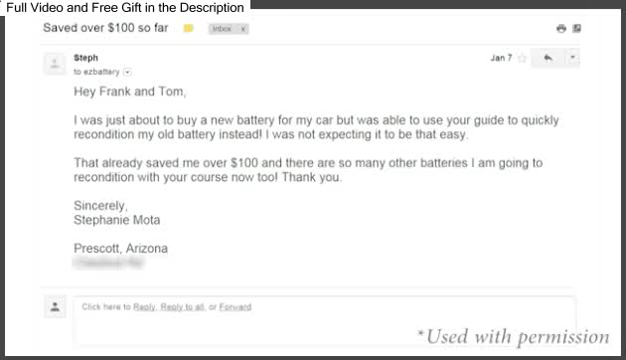 Full Video and Free Gift in the Description
Saved over $100 so far Inbox x
Steph
Jan 7
to ezbattery
Hey Frank and Tom,
I was just about to buy a new battery for my car but was able to use your guide to quickly
recondition my old battery instead! I was not expecting it to be that easy.
That already saved me over $100 and there are so many other batteries I am going to
recondition with your course now too! Thank you.
Sincerely,
Stephanie Mota
Prescott, Arizona
Click here to Reply, Reply to all, or Forward
*Used with permission